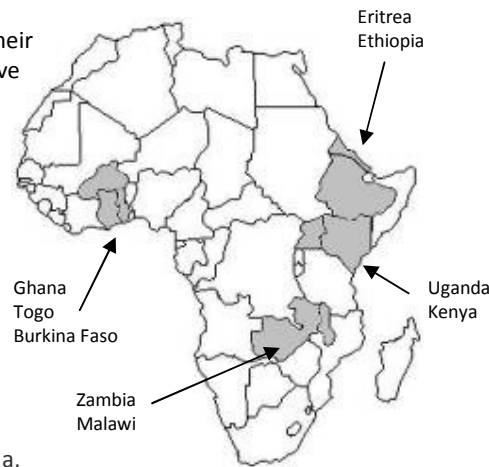 Eritrea
Ethiopia
Ghana
Togo
Burkina Faso
Uganda
Kenya
Zambia
Malawi